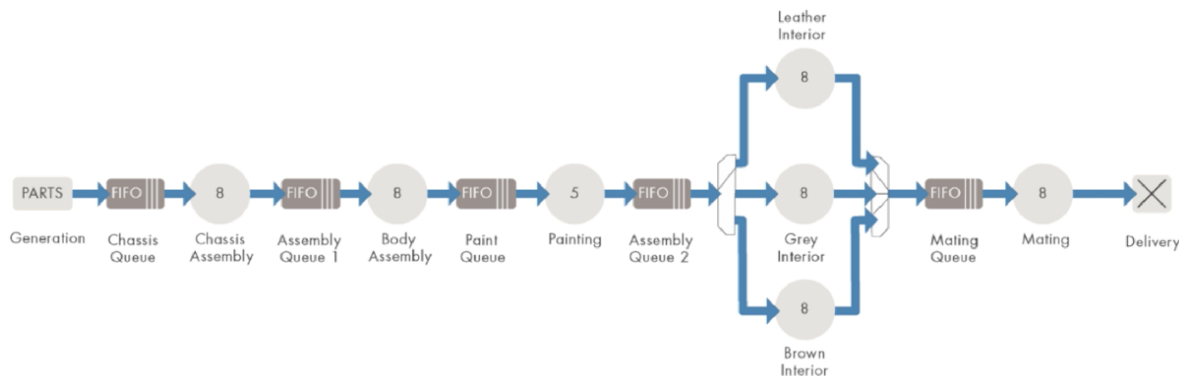 Leather
Interior
8
PARTS
FIFO
8
FIFO
8
FIFO
5
FIFO
8
FIFO
8
Generation
Chassis
Queue
Chassis
Assembly
Assembly
Queue 1
Body
Assembly
Paint
Queue
Painting
Assembly
Queue 2
Grey
Interior
Mating
Queue
Mating
Delivery
8
Brown
Interior